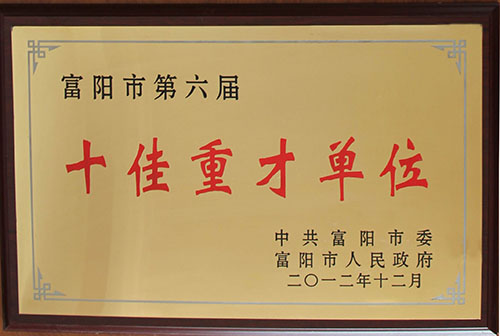 富阳市第六届
十佳重才单位
中共富阳市委
富阳市人民政府
二〇一二年十二月